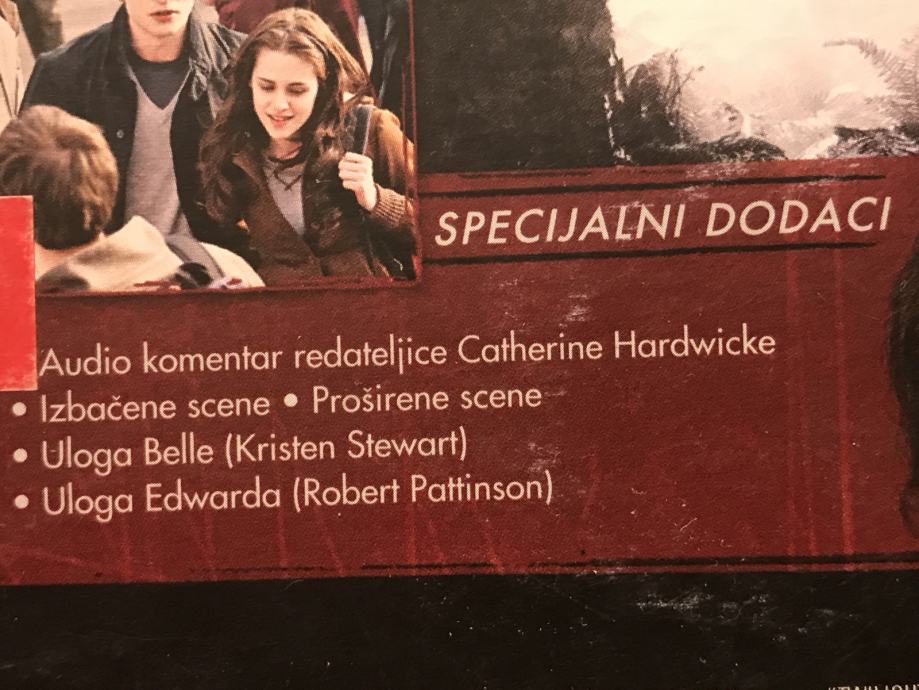 SPECIJALNI DODACI
Audio komentar redateljice Catherine Hardwicke
• Izbačene scene • Proširene scene
• Uloga Belle (Kristen Stewart)
• Uloga Edwarda (Robert Pattinson)